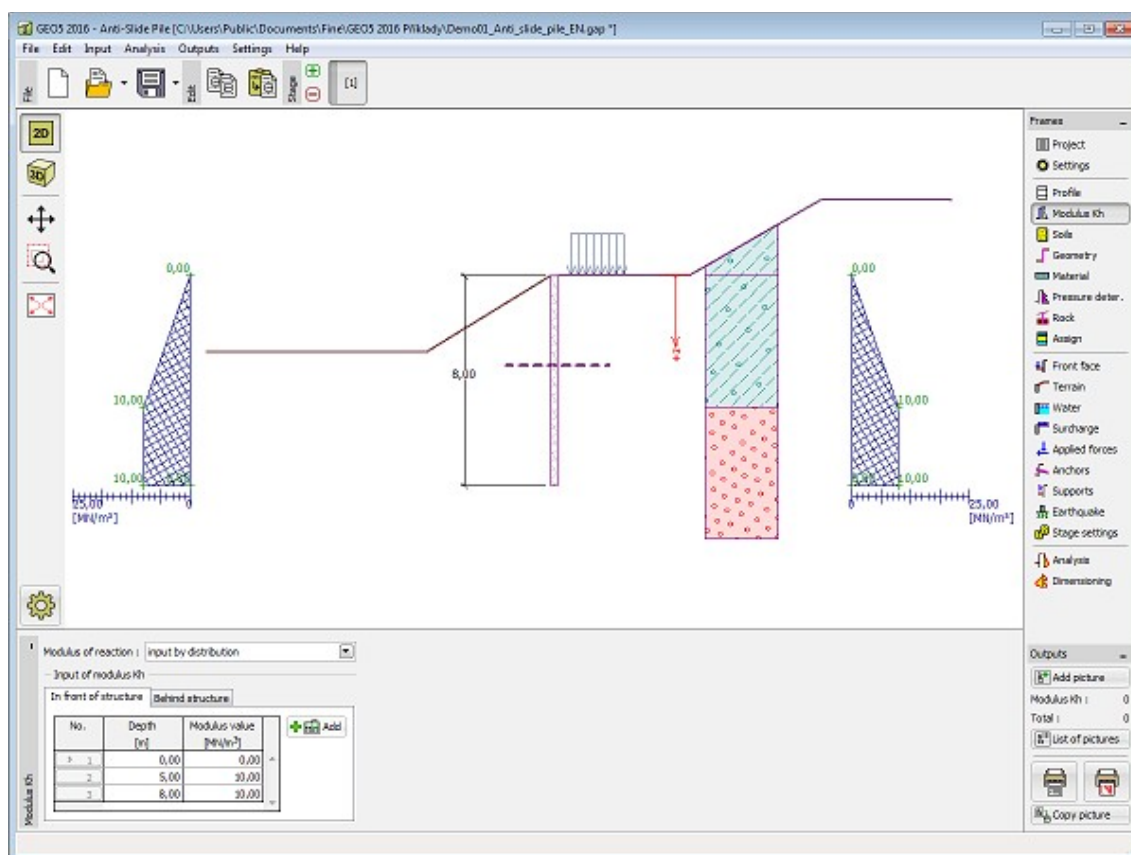 GEO5 2016 - Anti-Slide Pile [C:\Users\Public\Documents\Fine\GEO5 2016 Příklady\Demo01_Anti_slide_pile_EN.gap *]
File Edit Input Analysis Outputs Settings Help
File
Edit
Stage
[1]
2D
3D
Frames
Project
Settings
Profile
Modulus Kh
Soils
Geometry
Material
Pressure deter.
Rock
Assign
Front face
Terrain
Water
Surcharge
Applied forces
Anchors
Supports
Earthquake
Stage settings
Analysis
Dimensioning
0,00
0,00
8,00
+z
10,00
10,00
10,00
10,00
25,00
0
0
25,00
[MN/m³]
[MN/m³]
Modulus Kh
Modulus of reaction : input by distribution
Input of modulus Kh
In front of structure Behind structure
No. Depth Modulus value
[m] [MN/m³]
1 0,00 0,00
2 5,00 10,00
3 8,00 10,00
Add
Outputs
Add picture
Modulus Kh : 0
Total : 0
List of pictures
Copy picture